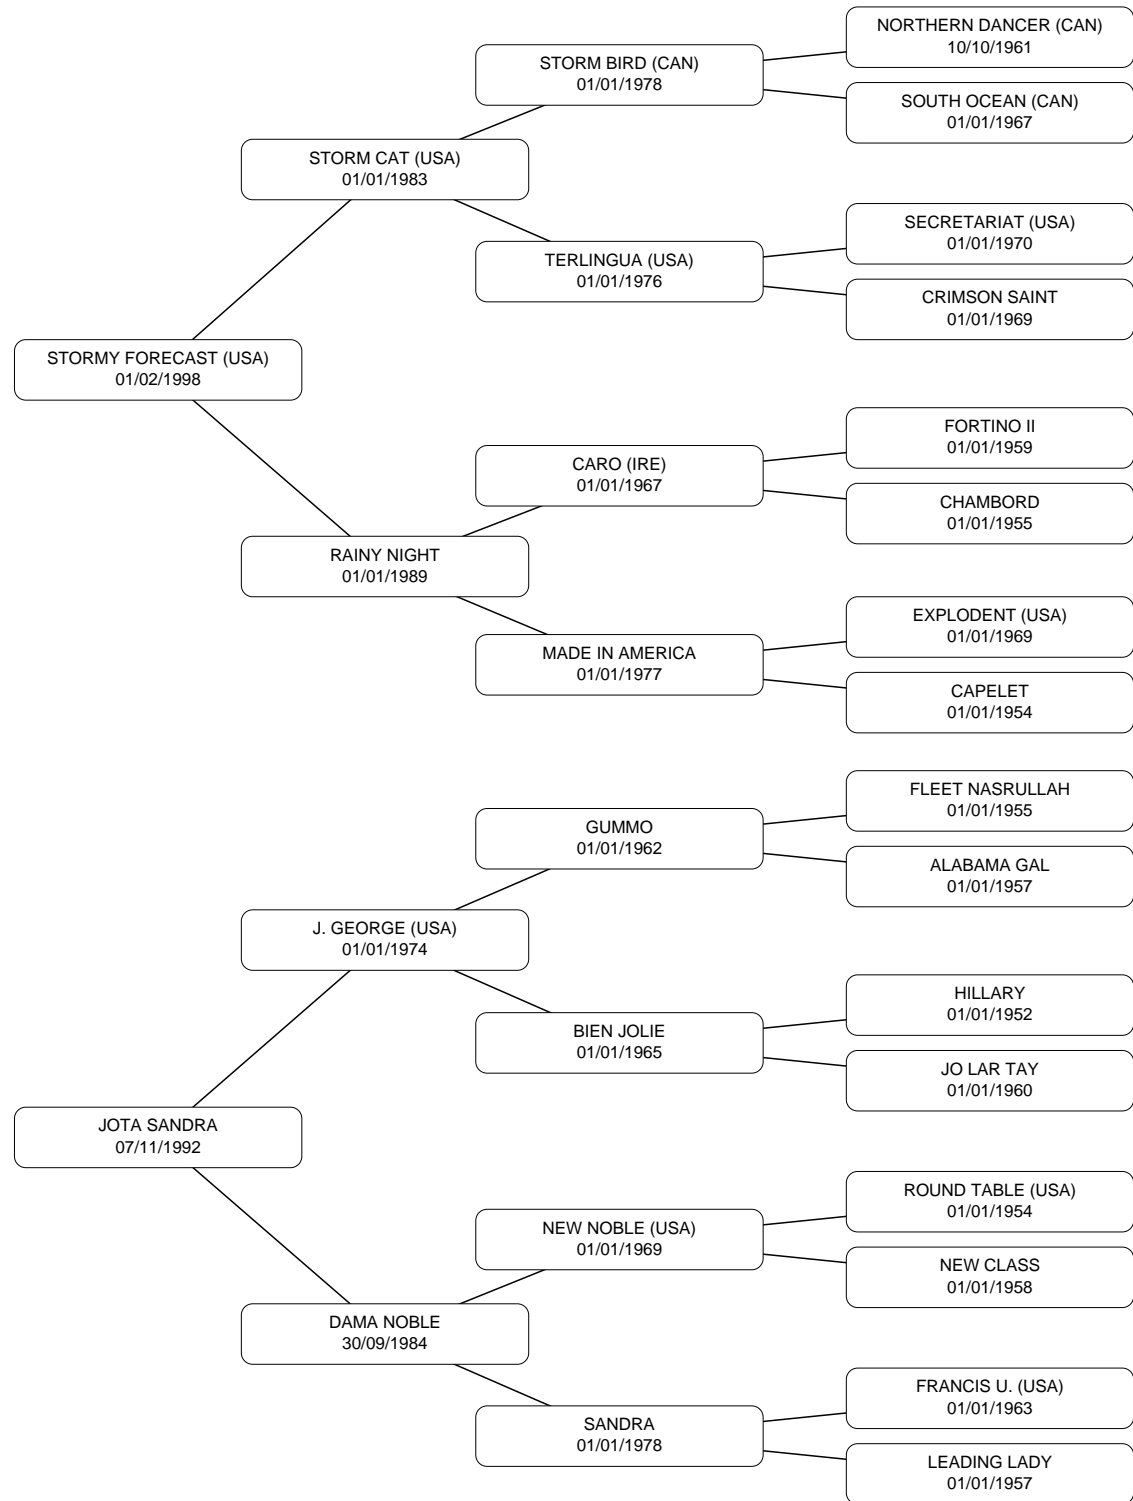 NORTHERN DANCER (CAN)
10/10/1961
STORM BIRD (CAN)
01/01/1978
SOUTH OCEAN (CAN)
01/01/1967
STORM CAT (USA)
01/01/1983
SECRETARIAT (USA)
01/01/1970
TERLINGUA (USA)
01/01/1976
CRIMSON SAINT
01/01/1969
STORMY FORECAST (USA)
01/02/1998
FORTINO II
01/01/1959
CARO (IRE)
01/01/1967
CHAMBORD
01/01/1955
RAINY NIGHT
01/01/1989
EXPLODENT (USA)
01/01/1969
MADE IN AMERICA
01/01/1977
CAPELET
01/01/1954
FLEET NASRULLAH
01/01/1955
GUMMO
01/01/1962
ALABAMA GAL
01/01/1957
J. GEORGE (USA)
01/01/1974
HILLARY
01/01/1952
BIEN JOLIE
01/01/1965
JO LAR TAY
01/01/1960
JOTA SANDRA
07/11/1992
ROUND TABLE (USA)
01/01/1954
NEW NOBLE (USA)
01/01/1969
NEW CLASS
01/01/1958
DAMA NOBLE
30/09/1984
FRANCIS U. (USA)
01/01/1963
SANDRA
01/01/1978
LEADING LADY
01/01/1957